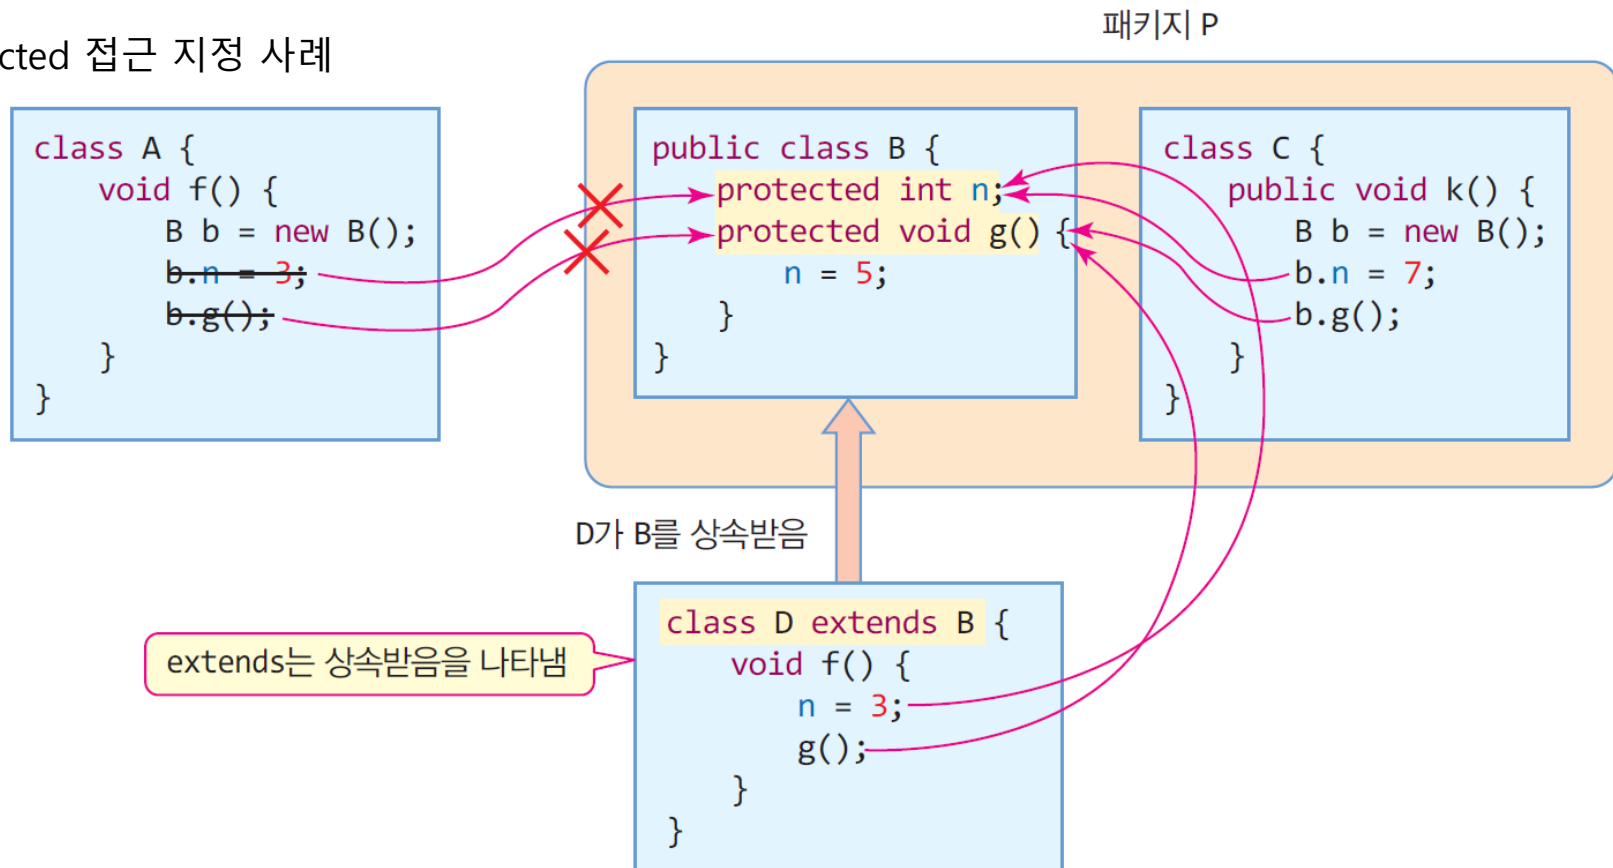 패키지 P
cted 접근 지정 사례
class A {
void f() {
B b = new B();
b.n = 3;
b.g();
}
}
public class B {
protected int n;
protected void g() {
n = 5;
}
}
class C {
public void k() {
B b = new B();
b.n = 7;
b.g();
}
}
D가 B를 상속받음
extends는 상속받음을 나타냄
class D extends B {
void f() {
n = 3;
g();
}
}